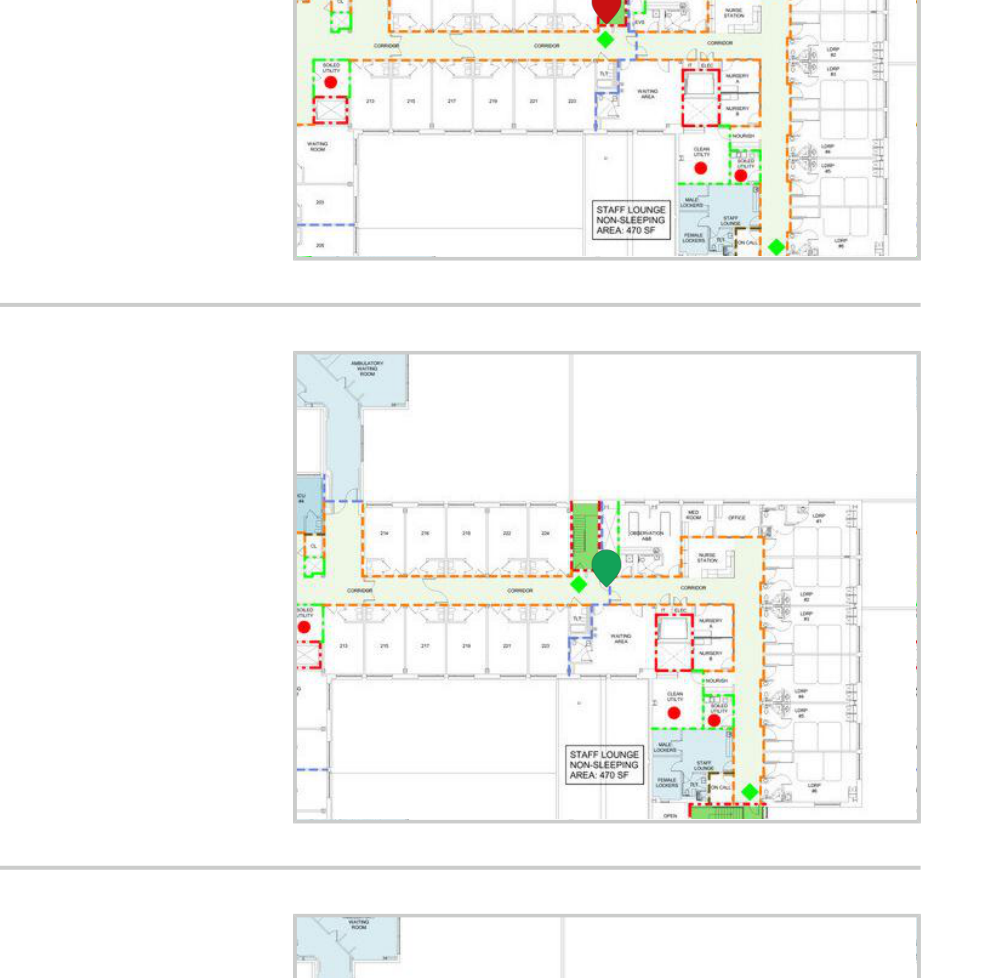 CL
EVS
NURSE
STATION
CORRIDOR
CORRIDOR
CORRIDOR
LDRP
#2
LDRP
#3
SOILED
UTILITY
IT
ELEC
TLT
213
215
217
219
221
223
WAITING
AREA
NURSERY
A
NURSERY
B
NOURISH
WAITING
ROOM
CLEAN
UTILTY
SOILED
UTILITY
LDRP
#4
LDRP
#5
203
MALE
LOCKERS
STAFF
LOUNGE
STAFF LOUNGE
NON-SLEEPING
AREA: 470 SF
FEMALE
LOCKERS
TLT
ON CALL
LDRP
#6
205
AMBULATORY
WAITING
ROOM
214
216
218
222
224
OBSERVATION
A&B
MED
ROOM
OFFICE
LDRP
#1
CL
NURSE
STATION
CORRIDOR
CORRIDOR
CORRIDOR
LDRP
#2
LDRP
#3
SOILED
UTILITY
IT
ELEC
TLT
213
215
217
219
221
223
WAITING
AREA
NURSERY
A
NURSERY
B
NOURISH
CLEAN
UTILTY
SOILED
UTILITY
LDRP
#4
LDRP
#5
MALE
LOCKERS
STAFF
LOUNGE
STAFF LOUNGE
NON-SLEEPING
AREA: 470 SF
FEMALE
LOCKERS
TLT
ON CALL
LDRP
#6
OPEN
WAITING
ROOM